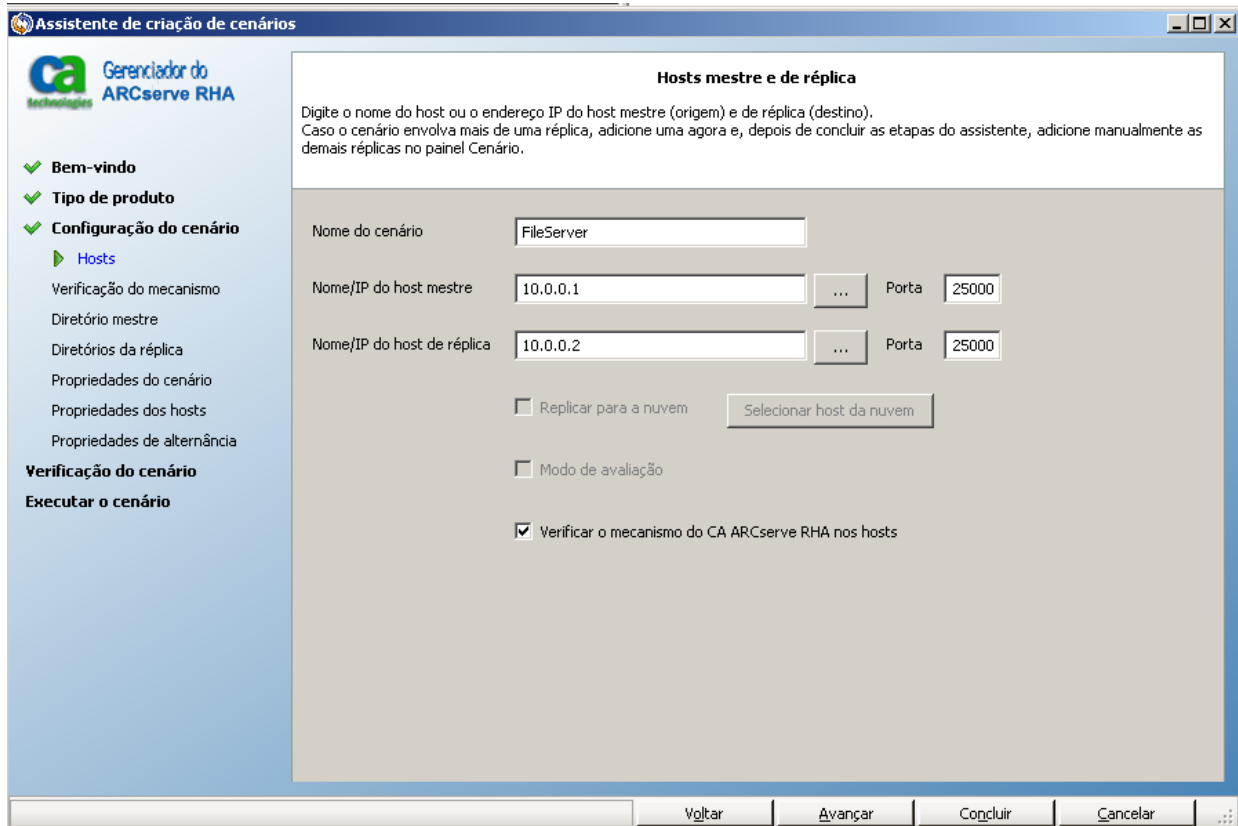 Assistente de criação de cenários
ca
technologies
Gerenciador do
ARCserve RHA
Bem-vindo
Tipo de produto
Configuração do cenário
Hosts
Verificação do mecanismo
Diretório mestre
Diretórios da réplica
Propriedades do cenário
Propriedades dos hosts
Propriedades de alternância
Verificação do cenário
Executar o cenário
Hosts mestre e de réplica
Digite o nome do host ou o endereço IP do host mestre (origem) e de réplica (destino).
Caso o cenário envolva mais de uma réplica, adicione uma agora e, depois de concluir as etapas do assistente, adicione manualmente as
demais réplicas no painel Cenário.
Nome do cenário FileServer
Nome/IP do host mestre 10.0.0.1 ... Porta 25000
Nome/IP do host de réplica 10.0.0.2 ... Porta 25000
Replicar para a nuvem Selecionar host da nuvem
Modo de avaliação
Verificar o mecanismo do CA ARCserve RHA nos hosts
Voltar Avançar Concluir Cancelar